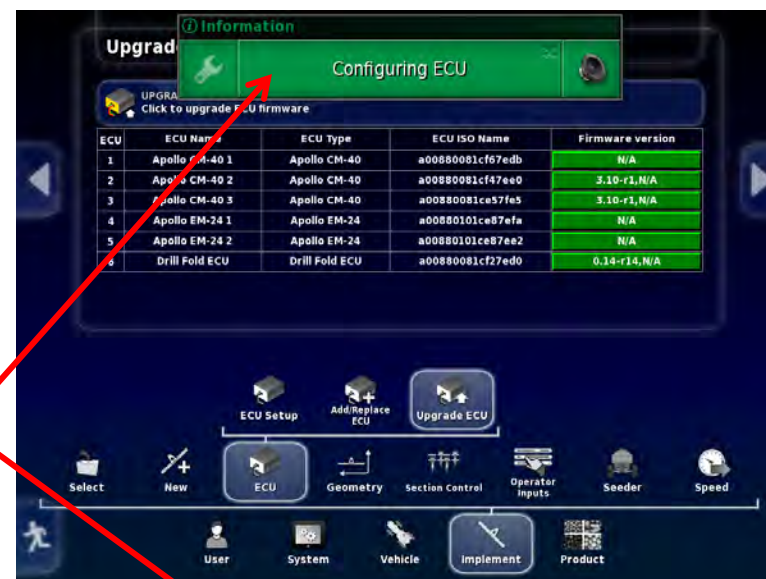 Information
Configuring ECU
Upgrad
UPGRA
Click to upgrade ECU firmware
ECU ECU Name ECU Type ECU ISO Name Firmware version
1 Apollo CM-40 1 Apollo CM-40 a00880081cf67edb N/A
2 Apollo CM-40 2 Apollo CM-40 a00880081cf47ee0 3.10-r1,N/A
3 Apollo CM-40 3 Apollo CM-40 a00880081ce57fe5 3.10-r1,N/A
4 Apollo EM-24 1 Apollo EM-24 a00880101ce87efa N/A
5 Apollo EM-24 2 Apollo EM-24 a00880101ce87ee2 N/A
6 Drill Fold ECU Drill Fold ECU a00880081cf27ed0 0.14-r14,N/A
ECU Setup Add/Replace ECU Upgrade ECU
Select New ECU Geometry Section Control Operator Inputs Seeder Speed
User System Vehicle Implement Product